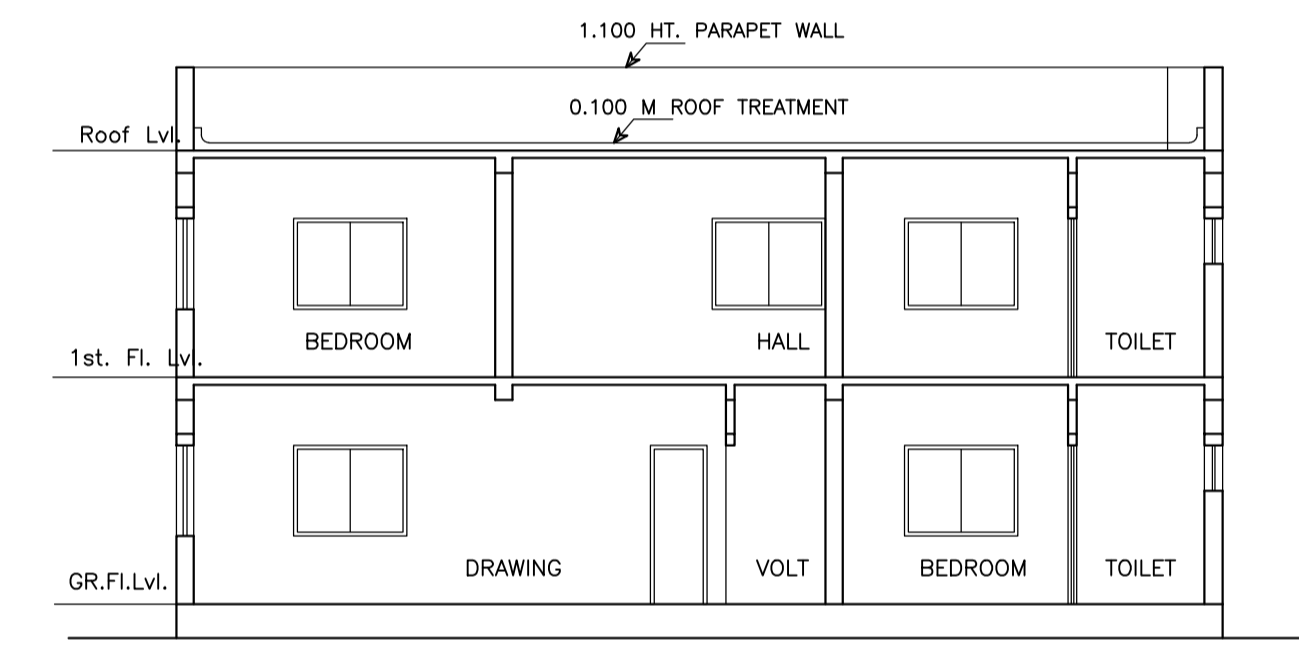 1.100 HT. PARAPET WALL
0.100 M ROOF TREATMENT
Roof Lvl.
BEDROOM
HALL
TOILET
1st. Fl. Lvl.
DRAWING
VOLT
BEDROOM
TOILET
GR.Fl.Lvl.